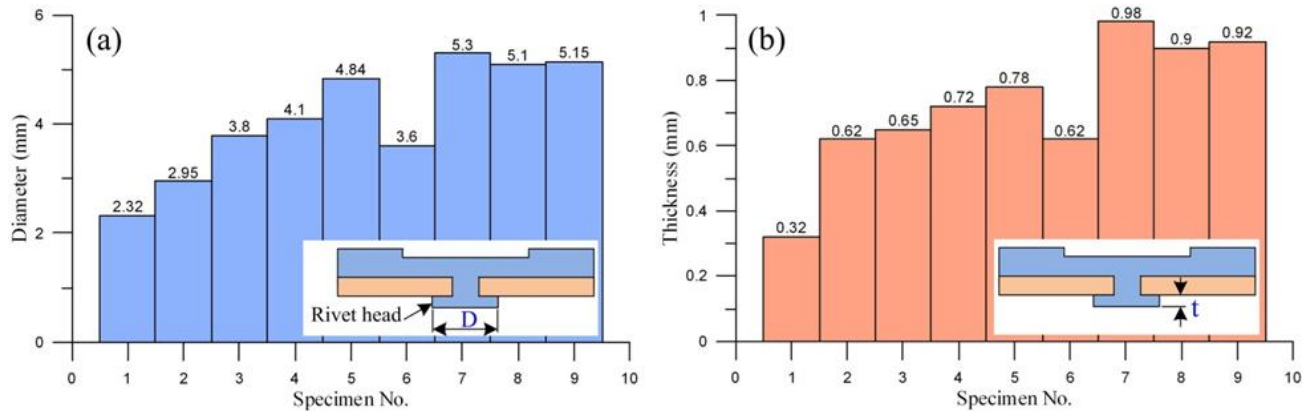 (a)
Diameter (mm)
6
4
2
0
2.32
2.95
3.8
4.1
4.84
3.6
5.3
5.1
5.15
Rivet head
D
0 1 2 3 4 5 6 7 8 9 10
Specimen No.
(b)
Thickness (mm)
1
0.8
0.6
0.4
0.2
0
0.32
0.62
0.65
0.72
0.78
0.62
0.98
0.9
0.92
t
0 1 2 3 4 5 6 7 8 9 10
Specimen No.